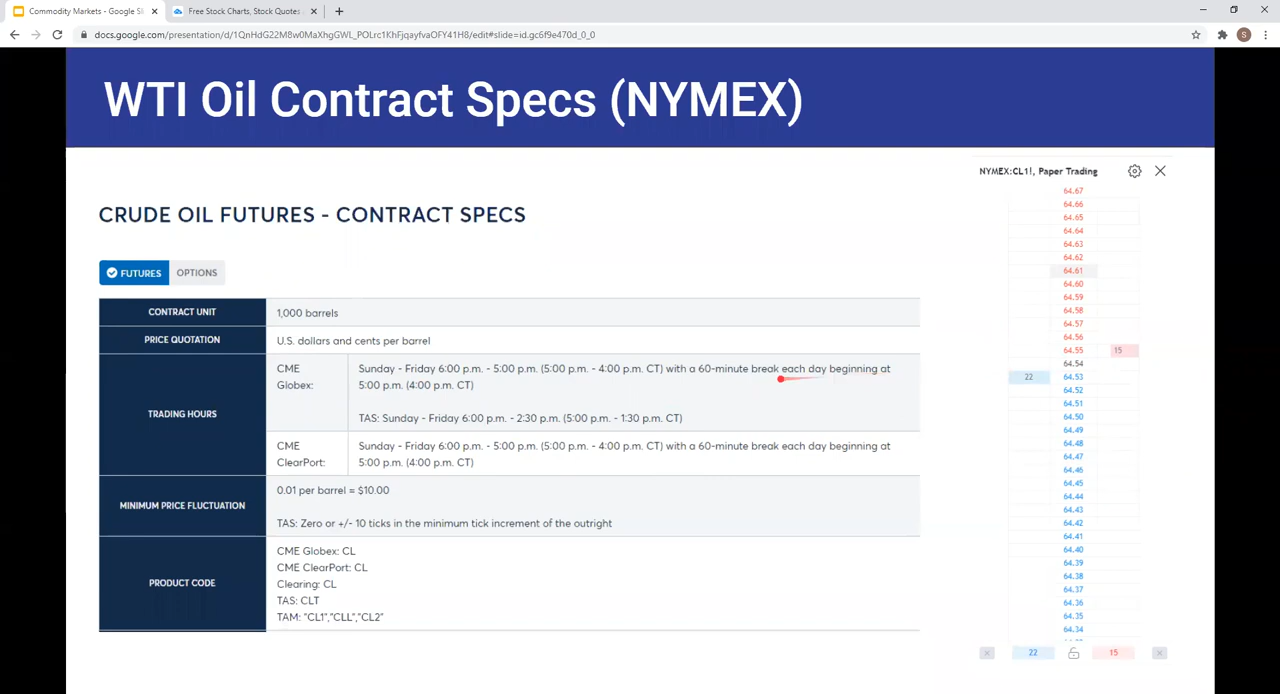 Commodity Markets - Google Sli
Free Stock Charts, Stock Quotes
docs.google.com/presentation/d/1QnHdG22M8w0MaXhgGWL_POLrc1KhFjqayfvaOFY41H8/edit#slide=id.gc6f9e470d_0_0
S
WTI Oil Contract Specs (NYMEX)
CRUDE OIL FUTURES - CONTRACT SPECS
FUTURES
OPTIONS
CONTRACT UNIT
1,000 barrels
PRICE QUOTATION
U.S. dollars and cents per barrel
TRADING HOURS
CME
Globex:
Sunday - Friday 6:00 p.m. - 5:00 p.m. (5:00 p.m. - 4:00 p.m. CT) with a 60-minute break each day beginning at
5:00 p.m. (4:00 p.m. CT)
TAS: Sunday - Friday 6:00 p.m. - 2:30 p.m. (5:00 p.m. - 1:30 p.m. CT)
CME
ClearPort:
Sunday - Friday 6:00 p.m. - 5:00 p.m. (5:00 p.m. - 4:00 p.m. CT) with a 60-minute break each day beginning at
5:00 p.m. (4:00 p.m. CT)
MINIMUM PRICE FLUCTUATION
0.01 per barrel = $10.00
TAS: Zero or +/- 10 ticks in the minimum tick increment of the outright
PRODUCT CODE
CME Globex: CL
CME ClearPort: CL
Clearing: CL
TAS: CLT
TAM: "CL1","CLL","CL2"
NYMEX:CL1!, Paper Trading
64.67
64.66
64.65
64.64
64.63
64.62
64.61
64.60
64.59
64.58
64.57
64.56
64.55 15
64.54
22 64.53
64.52
64.51
64.50
64.49
64.48
64.47
64.46
64.45
64.44
64.43
64.42
64.41
64.40
64.39
64.38
64.37
64.36
64.35
64.34
22 15